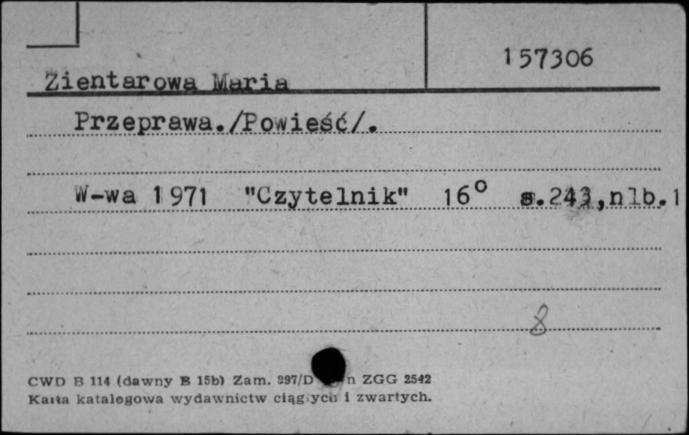 157306
Zientarowa Maria
Przeprawa./Powieść/.
W-wa 1971 "Czytelnik" 16° s.243,nlb.1
8
CWD B 114 (dawny B 15b) Zam. 397/D n ZGG 2542
Karta katalogowa wydawnictw ciągłych i zwartych.